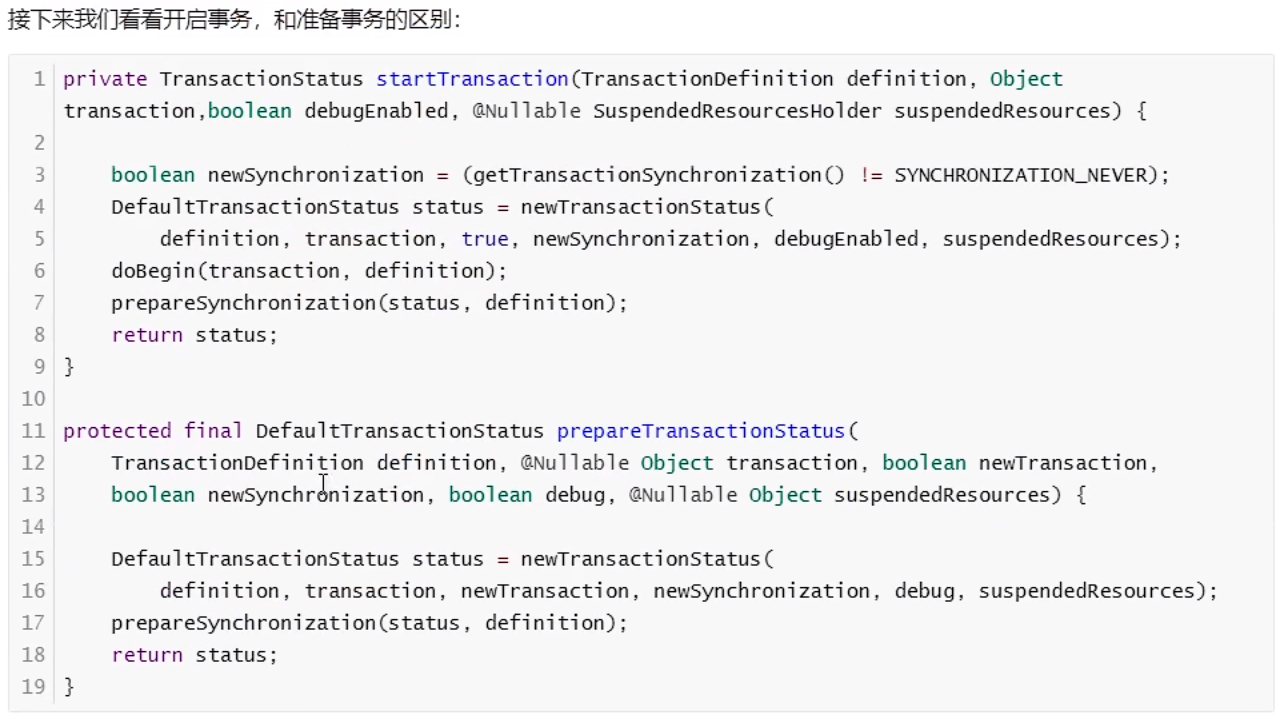 接下来我们看看开启事务，和准备事务的区别：
1 private TransactionStatus startTransaction(TransactionDefinition definition, Object
transaction,boolean debugEnabled, @Nullable SuspendedResourcesHolder suspendedResources) {
2
3 boolean newSynchronization = (getTransactionSynchronization() != SYNCHRONIZATION_NEVER);
4 DefaultTransactionStatus status = newTransactionStatus(
5 definition, transaction, true, newSynchronization, debugEnabled, suspendedResources);
6 doBegin(transaction, definition);
7 prepareSynchronization(status, definition);
8 return status;
9 }
10
11 protected final DefaultTransactionStatus prepareTransactionStatus(
12 TransactionDefinition definition, @Nullable Object transaction, boolean newTransaction,
13 boolean newSynchronization, boolean debug, @Nullable Object suspendedResources) {
14
15 DefaultTransactionStatus status = newTransactionStatus(
16 definition, transaction, newTransaction, newSynchronization, debug, suspendedResources);
17 prepareSynchronization(status, definition);
18 return status;
19 }